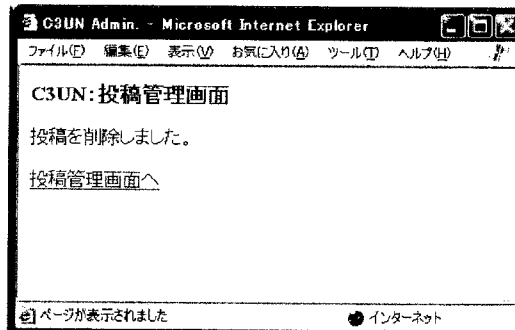 C3UN Admin. - Microsoft Internet Explorer
ファイル(F) 編集(E) 表示(V) お気に入り(A) ツール(T) ヘルプ(H)
C3UN:投稿管理画面
投稿を削除しました。
投稿管理画面へ
ページが表示されました インターネット